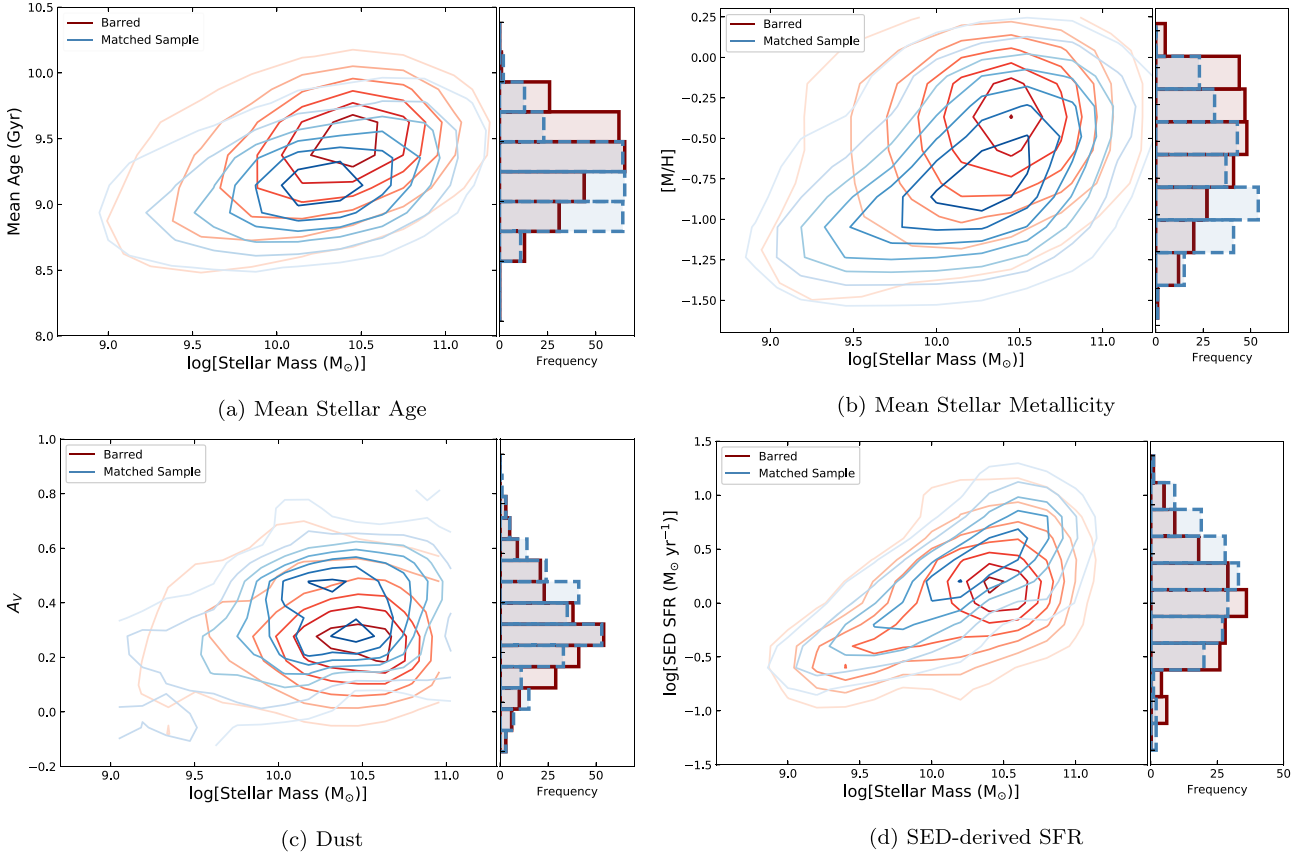 Barred
Matched Sample
10.5
10.0
9.5
9.0
8.5
8.0
Mean Age (Gyr)
9.0 9.5 10.0 10.5 11.0
log[Stellar Mass (M⊙)]
0 25 50
Frequency
(a) Mean Stellar Age
Barred
Matched Sample
0.25
0.00
−0.25
−0.50
−0.75
−1.00
−1.25
−1.50
[M/H]
9.0 9.5 10.0 10.5 11.0
log[Stellar Mass (M⊙)]
0 25 50
Frequency
(b) Mean Stellar Metallicity
Barred
Matched Sample
1.0
0.8
0.6
0.4
0.2
0.0
−0.2
AV
9.0 9.5 10.0 10.5 11.0
log[Stellar Mass (M⊙)]
0 25 50
Frequency
(c) Dust
Barred
Matched Sample
1.5
1.0
0.5
0.0
−0.5
−1.0
−1.5
log[SED SFR (M⊙ yr−1)]
9.0 9.5 10.0 10.5 11.0
log[Stellar Mass (M⊙)]
0 25 50
Frequency
(d) SED-derived SFR